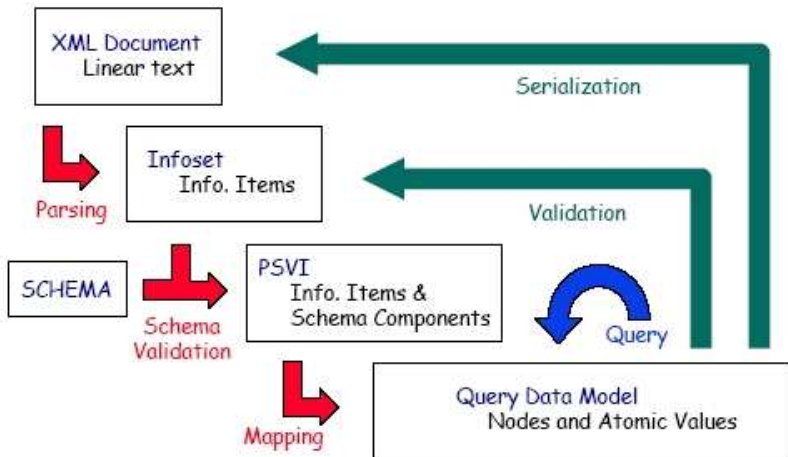 XML Document
Linear text
Serialization
Infoset
Info. Items
Parsing
Validation
SCHEMA
PSVI
Info. Items &
Schema Components
Schema
Validation
Query
Query Data Model
Nodes and Atomic Values
Mapping